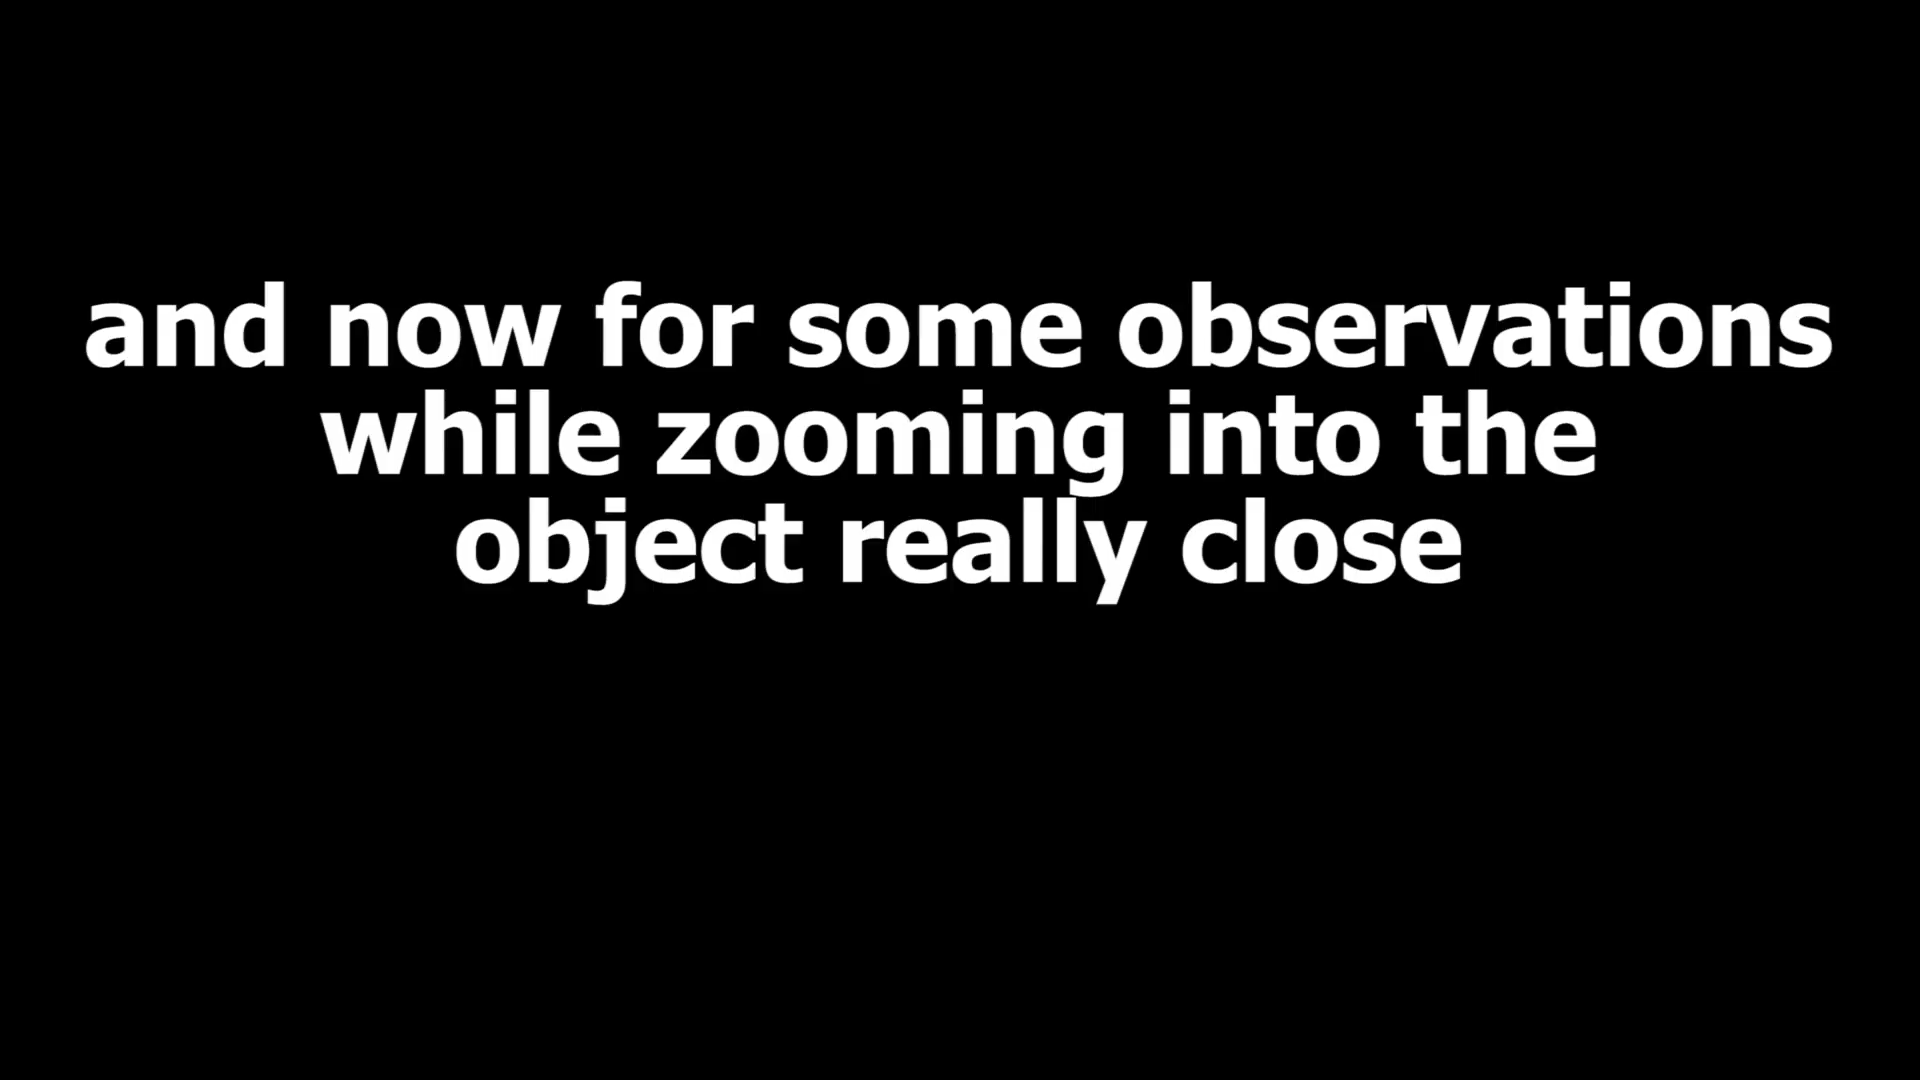 and now for some observations
while zooming into the
object really close